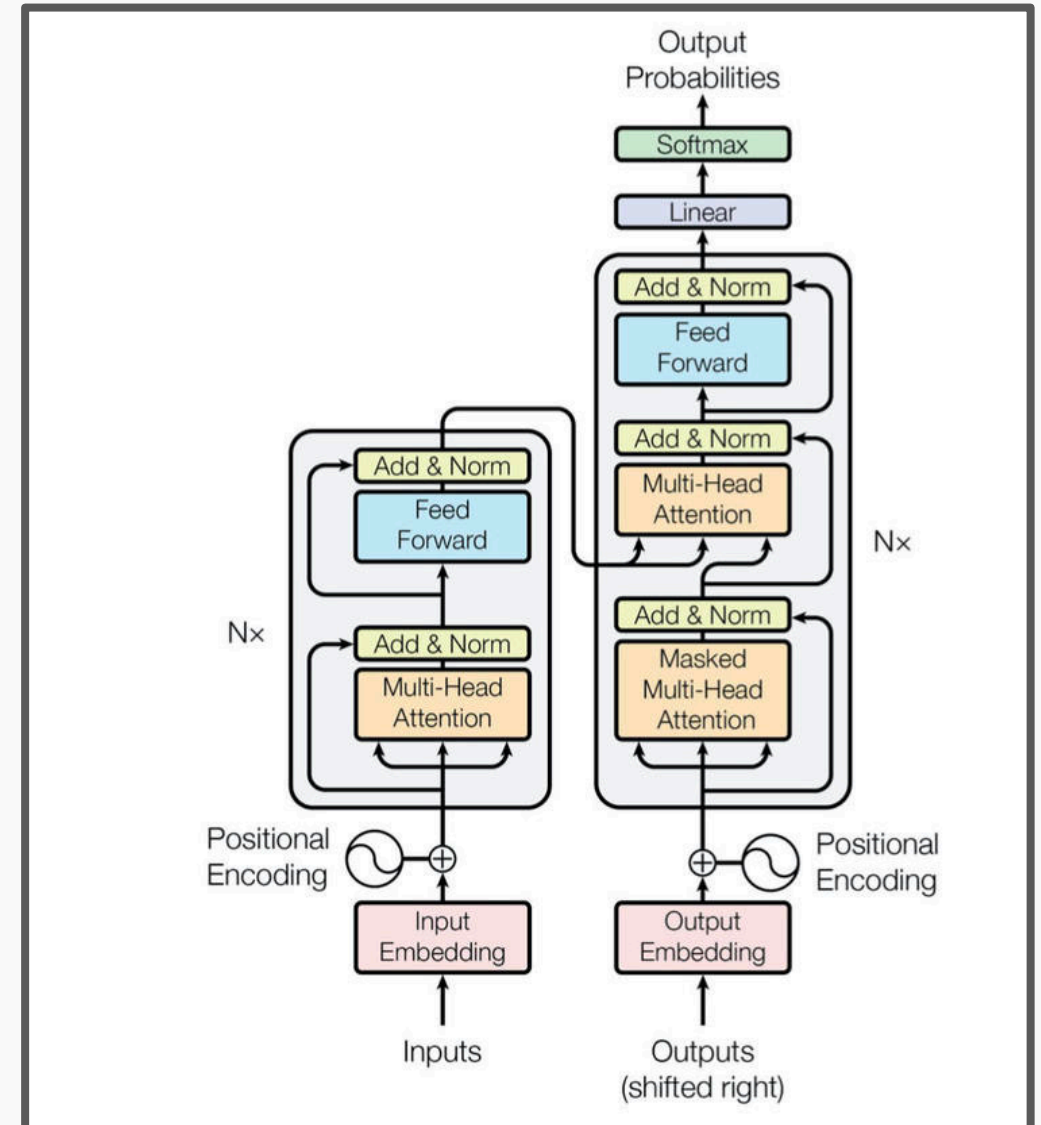 Output
Probabilities
Softmax
Linear
Add & Norm
Feed
Forward
Add & Norm
Multi-Head
Attention
Nx
Add & Norm
Masked
Multi-Head
Attention
Add & Norm
Feed
Forward
Nx
Add & Norm
Multi-Head
Attention
Positional
Encoding
Positional
Encoding
Input
Embedding
Output
Embedding
Inputs
Outputs
(shifted right)